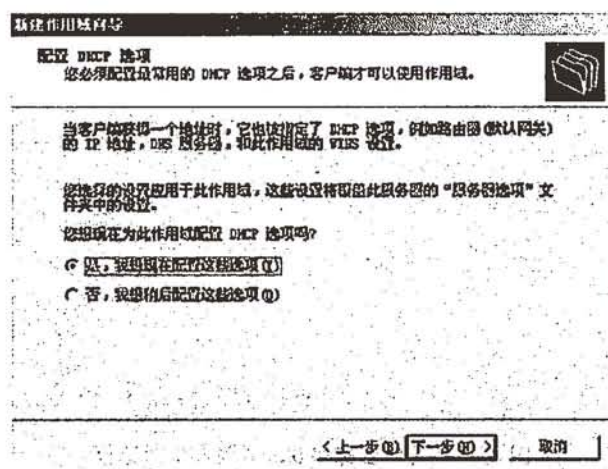 新建作用域向导
配置 DHCP 选项
您必须配置最常用的 DHCP 选项之后，客户端才可以使用作用域。
当客户端获得一个地址时，它也被指定了 DHCP 选项，例如路由器(默认网关)
的 IP 地址，DNS 服务器，和此作用域的 WINS 设置。
您选择的设置应用于此作用域，这些设置将覆盖此服务器的“服务器选项”文
件夹中的设置。
您想现在为此作用域配置 DHCP 选项吗?
是，我想现在配置这些选项(Y)
否，我想稍后配置这些选项(O)
< 上一步(B) 下一步(N) > 取消